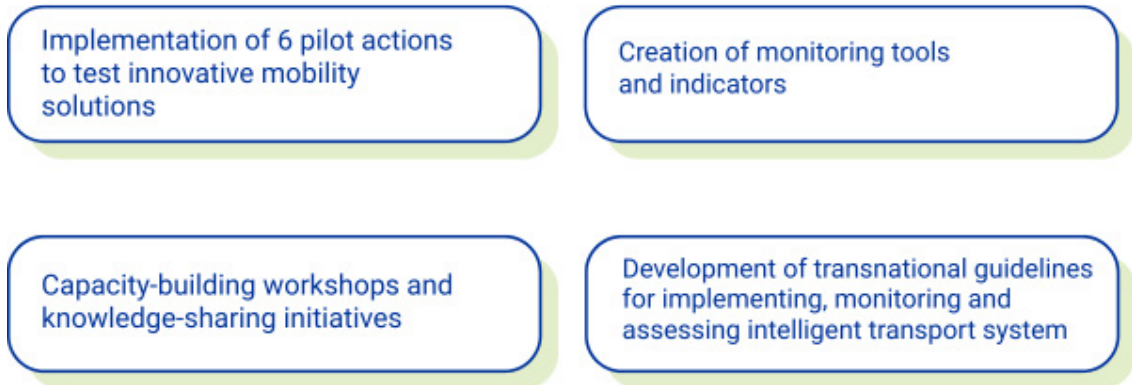 Implementation of 6 pilot actions
to test innovative mobility
solutions
Creation of monitoring tools
and indicators
Capacity-building workshops and
knowledge-sharing initiatives
Development of transnational guidelines
for implementing, monitoring and
assessing intelligent transport system